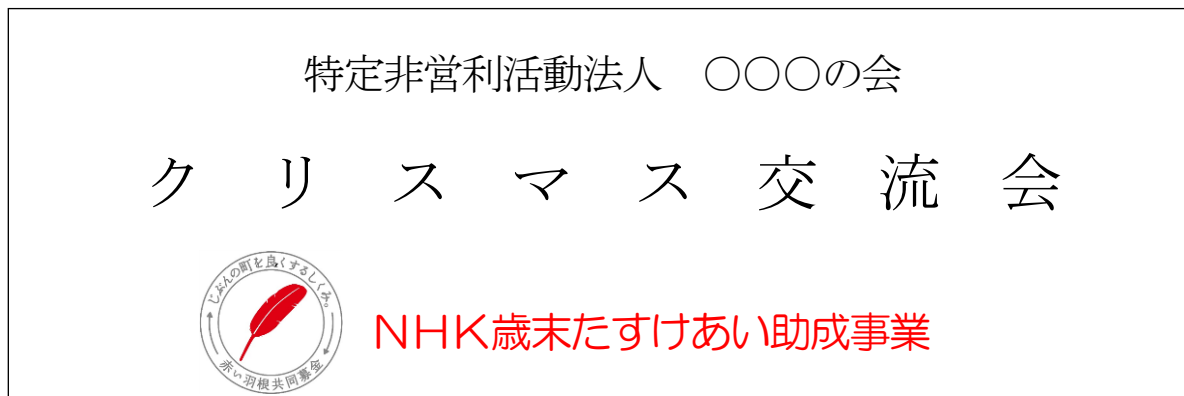 特定非営利活動法人　○○○の会
ク　リ　ス　マ　ス　交　流　会
じぶんの町を良くするしくみ。
赤い羽根共同募金
NHK歳末たすけあい助成事業